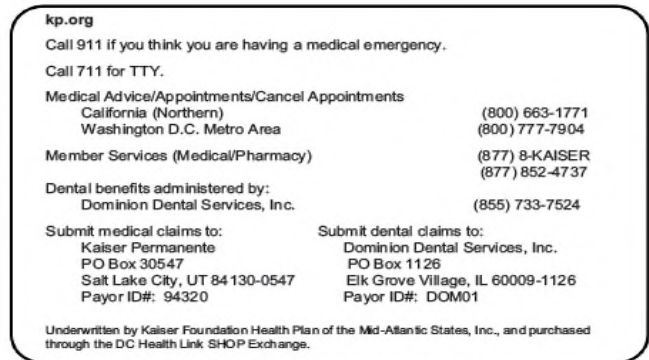 kp.org
Call 911 if you think you are having a medical emergency.
Call 711 for TTY.
Medical Advice/Appointments/Cancel Appointments
California (Northern) (800) 663-1771
Washington D.C. Metro Area (800) 777-7904
Member Services (Medical/Pharmacy) (877) 8-KAISER
(877) 852-4737
Dental benefits administered by:
Dominion Dental Services, Inc. (855) 733-7524
Submit medical claims to:
Kaiser Permanente
PO Box 30547
Salt Lake City, UT 84130-0547
Payor ID#: 94320
Submit dental claims to:
Dominion Dental Services, Inc.
PO Box 1126
Elk Grove Village, IL 60009-1126
Payor ID#: DOM01
Underwritten by Kaiser Foundation Health Plan of the Mid-Atlantic States, Inc., and purchased
through the DC Health Link SHOP Exchange.